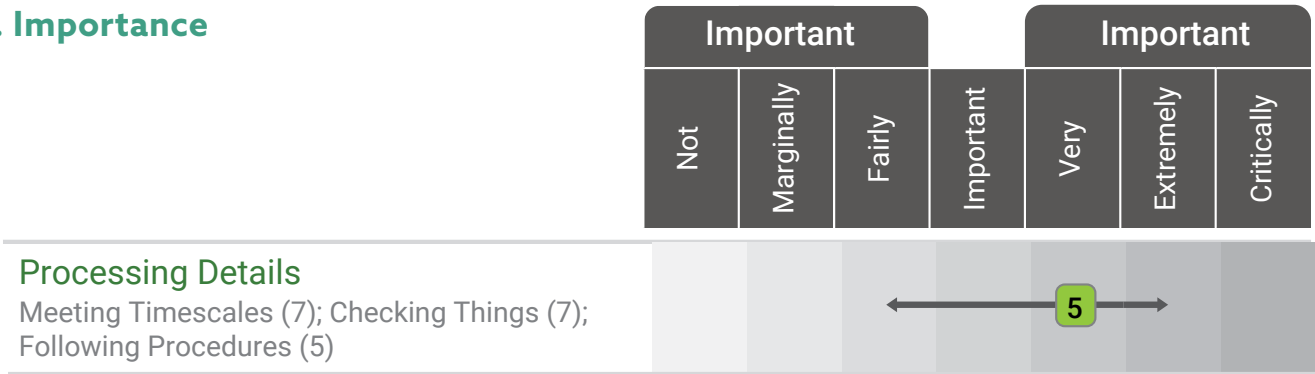 . Importance
Important
Important
Not
Marginally
Fairly
Important
Very
Extremely
Critically
Processing Details
Meeting Timescales (7); Checking Things (7);
Following Procedures (5)
5